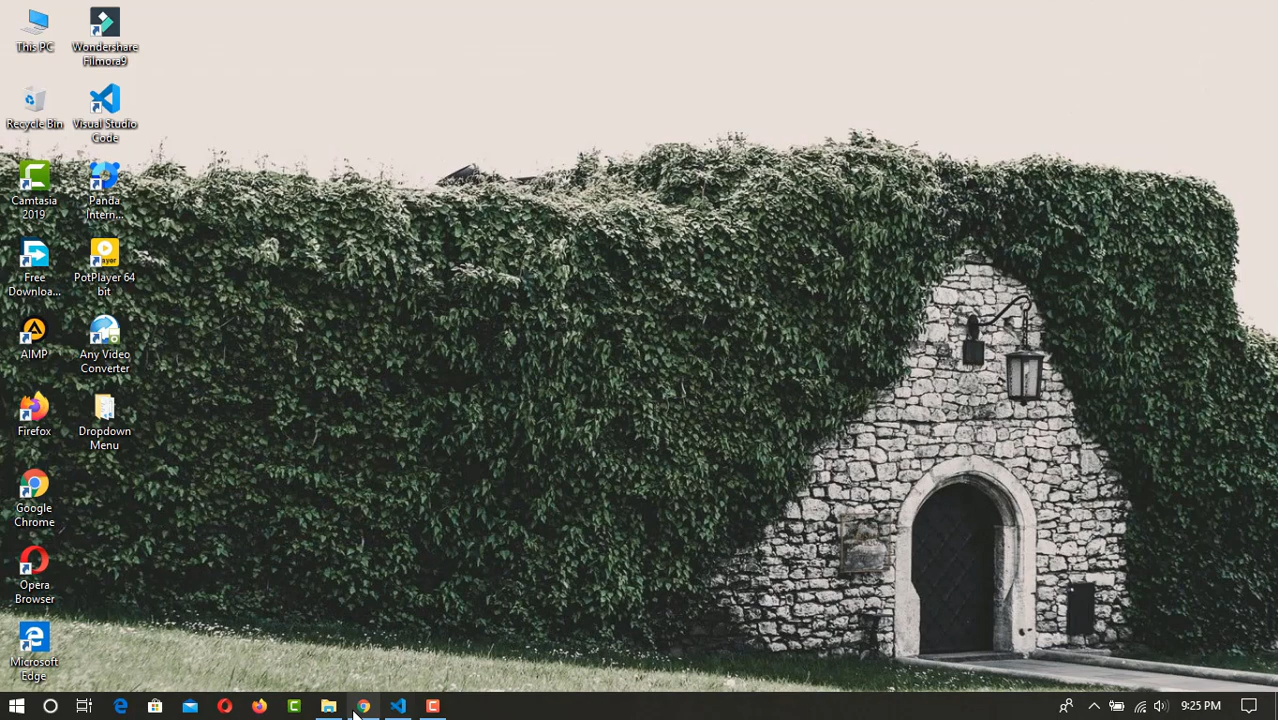 This PC
Wondershare
Filmora9
Recycle Bin
Visual Studio
Code
Camtasia
2019
Panda
Intern...
Free
Downloa...
PotPlayer 64
bit
AIMP
Any Video
Converter
Firefox
Dropdown
Menu
Google
Chrome
Opera
Browser
Microsoft
Edge
9:25 PM